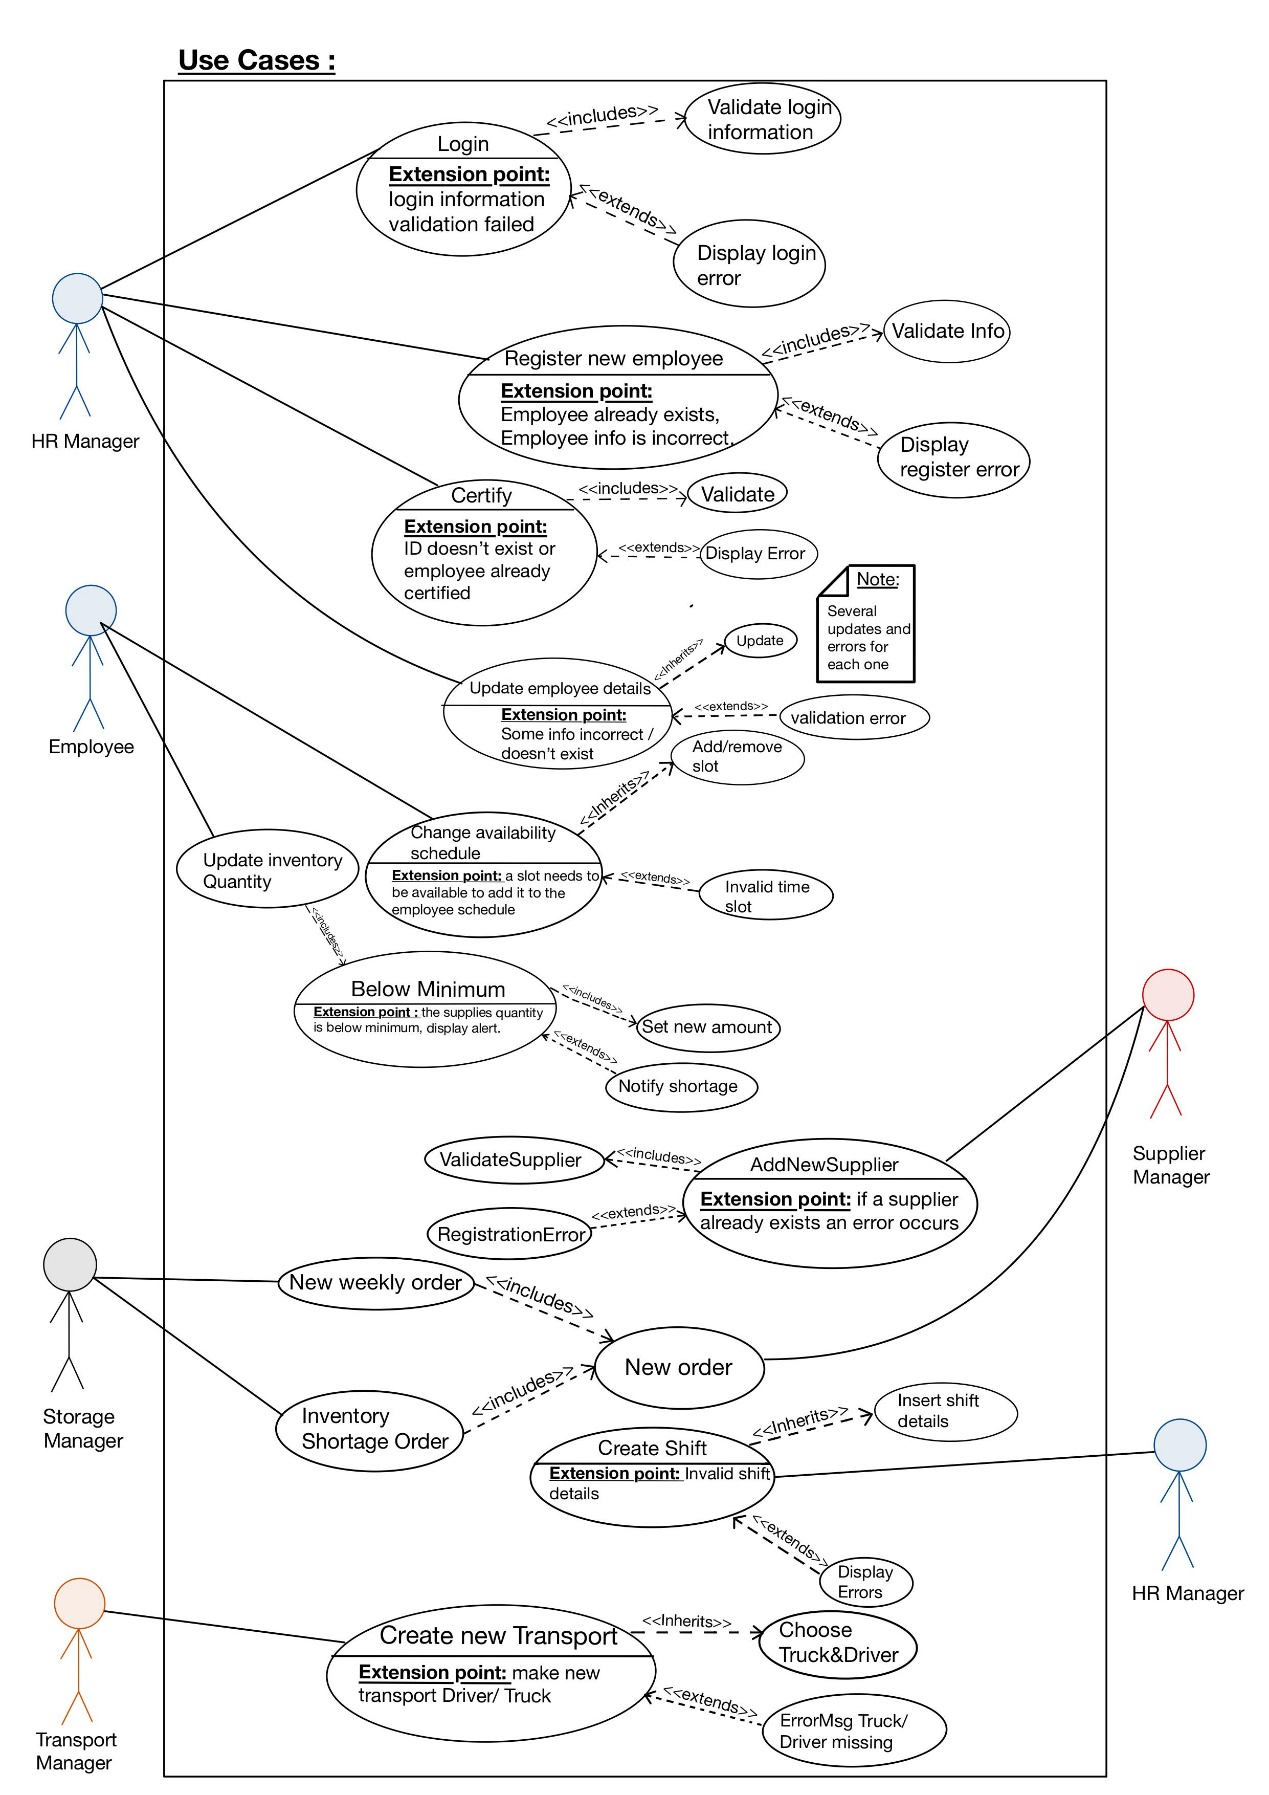 Use Cases :
<<includes>>
Validate login
information
Login
Extension point:
login information
validation failed
<<extends>>
Display login
error
HR Manager
Register new employee
Extension point:
Employee already exists,
Employee info is incorrect.
<<includes>>
Validate Info
<<extends>>
Display
register error
Certify
Extension point:
ID doesn't exist or
employee already
certified
<<includes>>
Validate
<<extends>>
Display Error
Note:
Several
updates and
errors for
each one
Employee
Update employee details
Extension point:
Some info incorrect /
doesn't exist
<<Inherits>>
Update
<<extends>>
validation error
Add/remove
slot
<<Inherits>>
Change availability
schedule
Extension point: a slot needs to
be available to add it to the
employee schedule
<<extends>>
Invalid time
slot
Update inventory
Quantity
<<includes>>
Below Minimum
Extension point : the supplies quantity
is below minimum, display alert.
<<includes>>
Set new amount
<<extends>>
Notify shortage
Supplier
Manager
ValidateSupplier
<<includes>>
AddNewSupplier
Extension point: if a supplier
already exists an error occurs
<<extends>>
RegistrationError
Storage
Manager
New weekly order
<<includes>>
New order
<<includes>>
Inventory
Shortage Order
Create Shift
Extension point: Invalid shift
details
<<Inherits>>
Insert shift
details
<<extends>>
Display
Errors
HR Manager
Transport
Manager
Create new Transport
Extension point: make new
transport Driver/ Truck
<<Inherits>>
Choose
Truck&Driver
<<extends>>
ErrorMsg Truck/
Driver missing